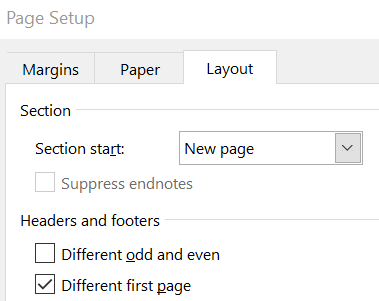 Page Setup
Margins Paper Layout
Section
Section start: New page
Suppress endnotes
Headers and footers
Different odd and even
Different first page